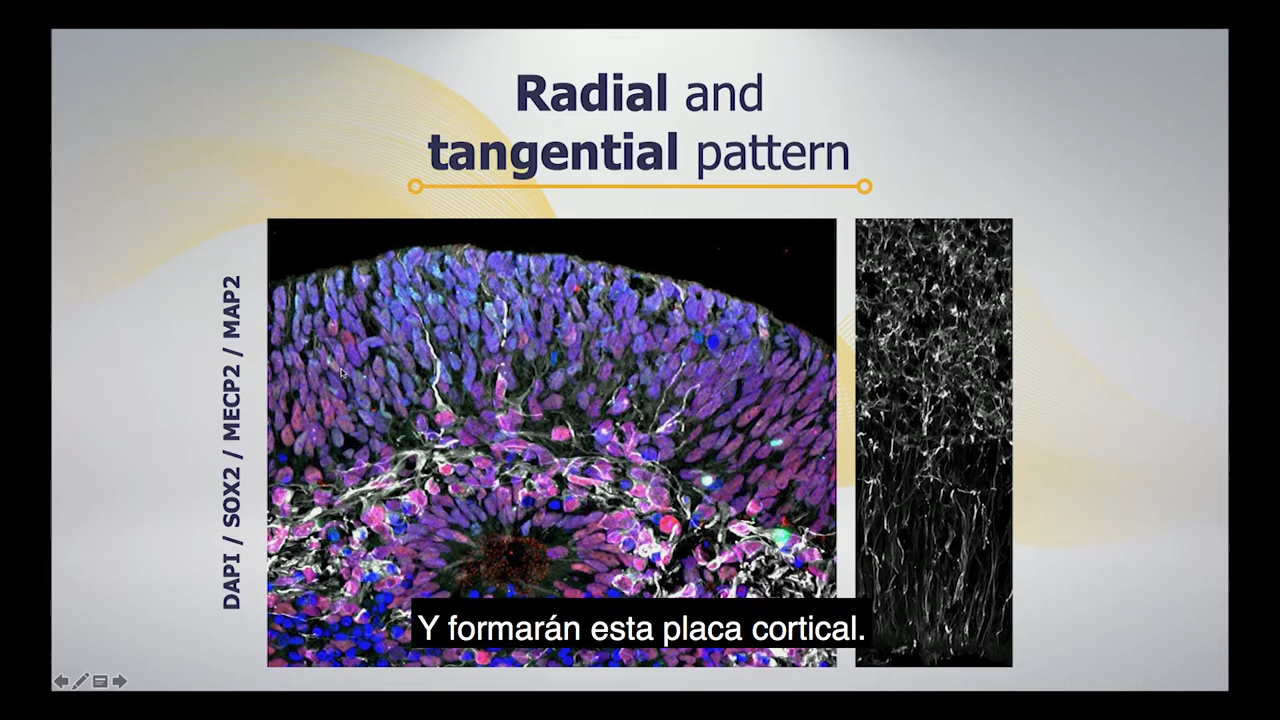 Radial and
tangential pattern
DAPI / SOX2 / MECP2 / MAP2
Y formarán esta placa cortical.